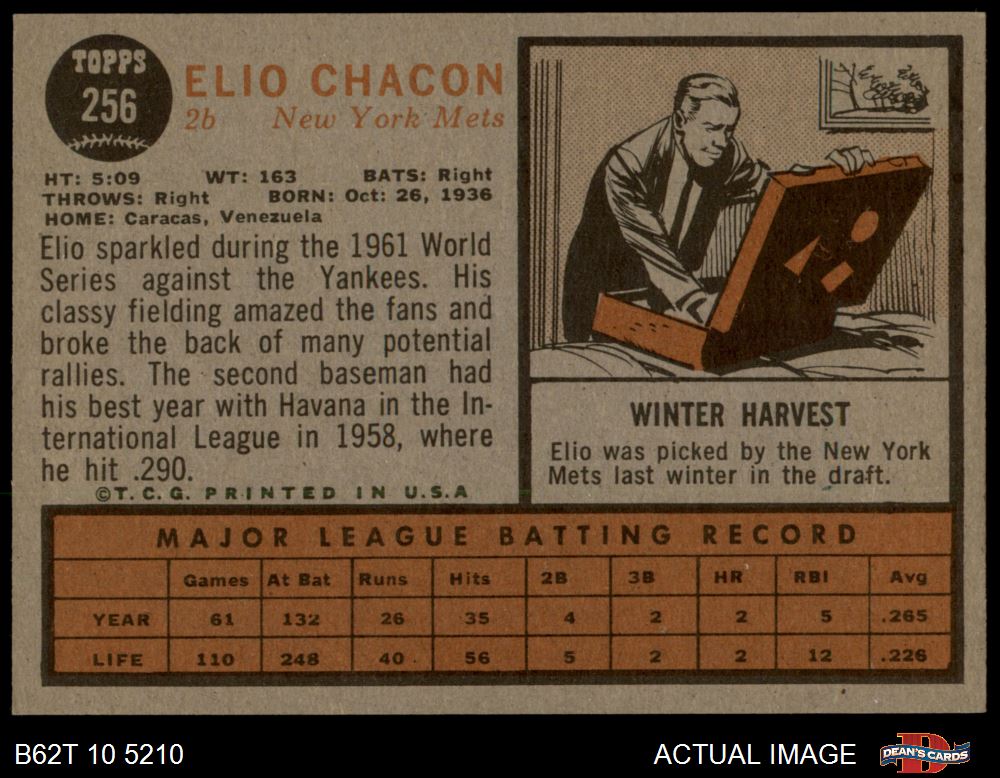 TOPPS
256
ELIO CHACON
2b New York Mets
HT: 5:09 WT: 163 BATS: Right
THROWS: Right BORN: Oct: 26, 1936
HOME: Caracas, Venezuela
Elio sparkled during the 1961 World
Series against the Yankees. His
classy fielding amazed the fans and
broke the back of many potential
rallies. The second baseman had
his best year with Havana in the In-
ternational League in 1958, where
he hit .290.
©T.C.G. PRINTED IN U.S.A
WINTER HARVEST
Elio was picked by the New York
Mets last winter in the draft.
MAJOR LEAGUE BATTING RECORD
Games At Bat Runs Hits 2B 3B HR RBI Avg
YEAR 61 132 26 35 4 2 2 5 .265
LIFE 110 248 40 56 5 2 2 12 .226
B62T 10 5210
ACTUAL IMAGE
DEAN'S CARDS